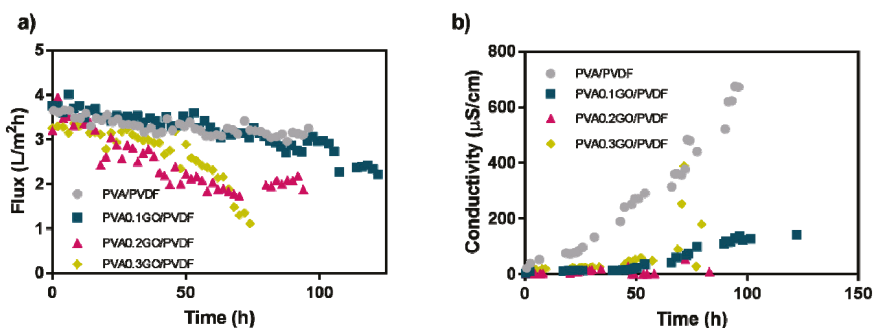 a)
5
4
3
2
1
0
Flux (L/m²h)
PVA/PVDF
PVA0.1GO/PVDF
PVA0.2GO/PVDF
PVA0.3GO/PVDF
0 50 100
Time (h)
b)
800
600
400
200
0
Conductivity (µS/cm)
PVA/PVDF
PVA0.1GO/PVDF
PVA0.2GO/PVDF
PVA0.3GO/PVDF
0 50 100 150
Time (h)